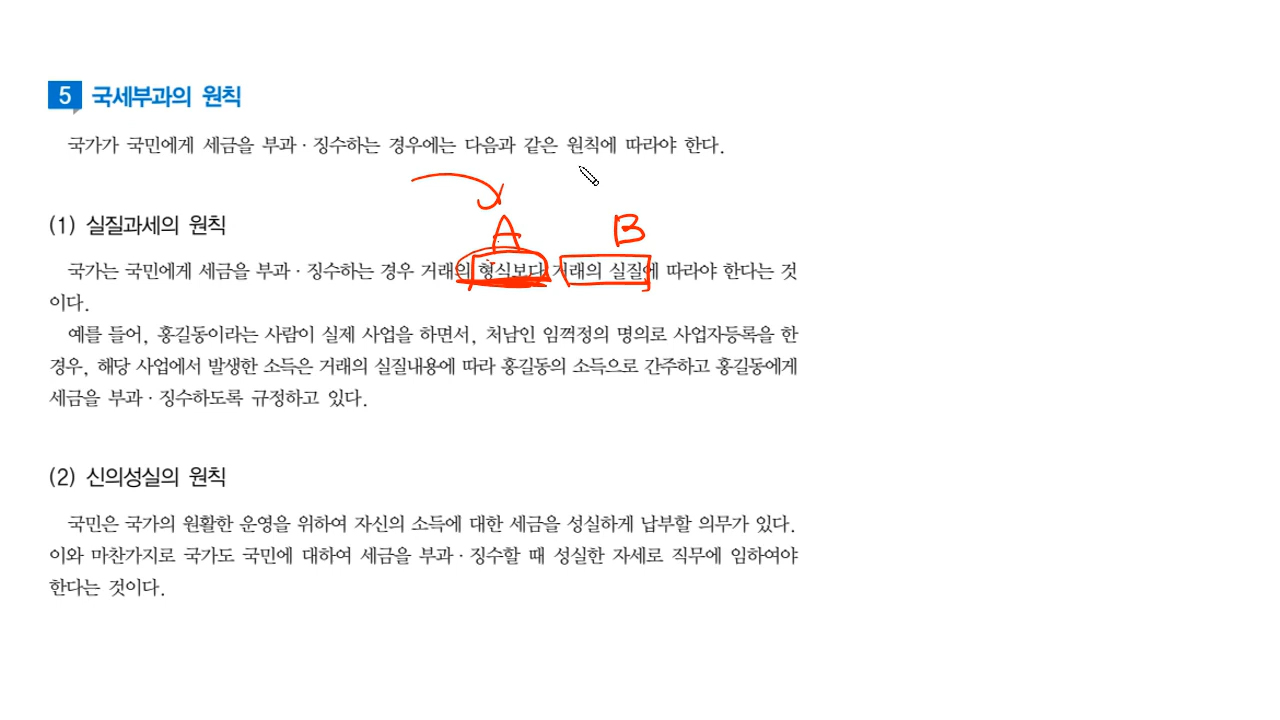 5 국세부과의 원칙
국가가 국민에게 세금을 부과·징수하는 경우에는 다음과 같은 원칙에 따라야 한다.
(1) 실질과세의 원칙
A B
국가는 국민에게 세금을 부과·징수하는 경우 거래의 형식보다 거래의 실질에 따라야 한다는 것
이다.
예를 들어, 홍길동이라는 사람이 실제 사업을 하면서, 처남인 임꺽정의 명의로 사업자등록을 한
경우, 해당 사업에서 발생한 소득은 거래의 실질내용에 따라 홍길동의 소득으로 간주하고 홍길동에게
세금을 부과·징수하도록 규정하고 있다.
(2) 신의성실의 원칙
국민은 국가의 원활한 운영을 위하여 자신의 소득에 대한 세금을 성실하게 납부할 의무가 있다.
이와 마찬가지로 국가도 국민에 대하여 세금을 부과·징수할 때 성실한 자세로 직무에 임하여야
한다는 것이다.